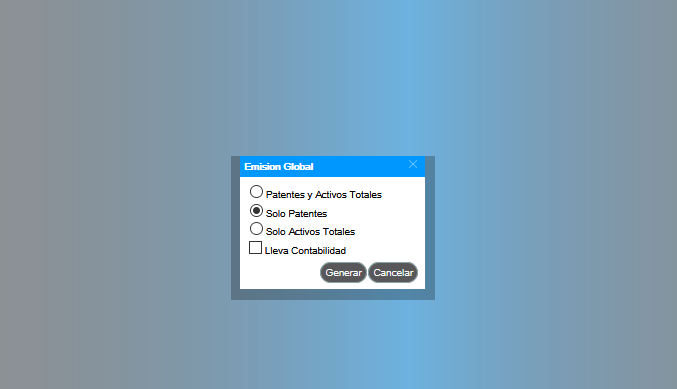 Emision Global
Patentes y Activos Totales
Solo Patentes
Solo Activos Totales
Lleva Contabilidad
Generar Cancelar